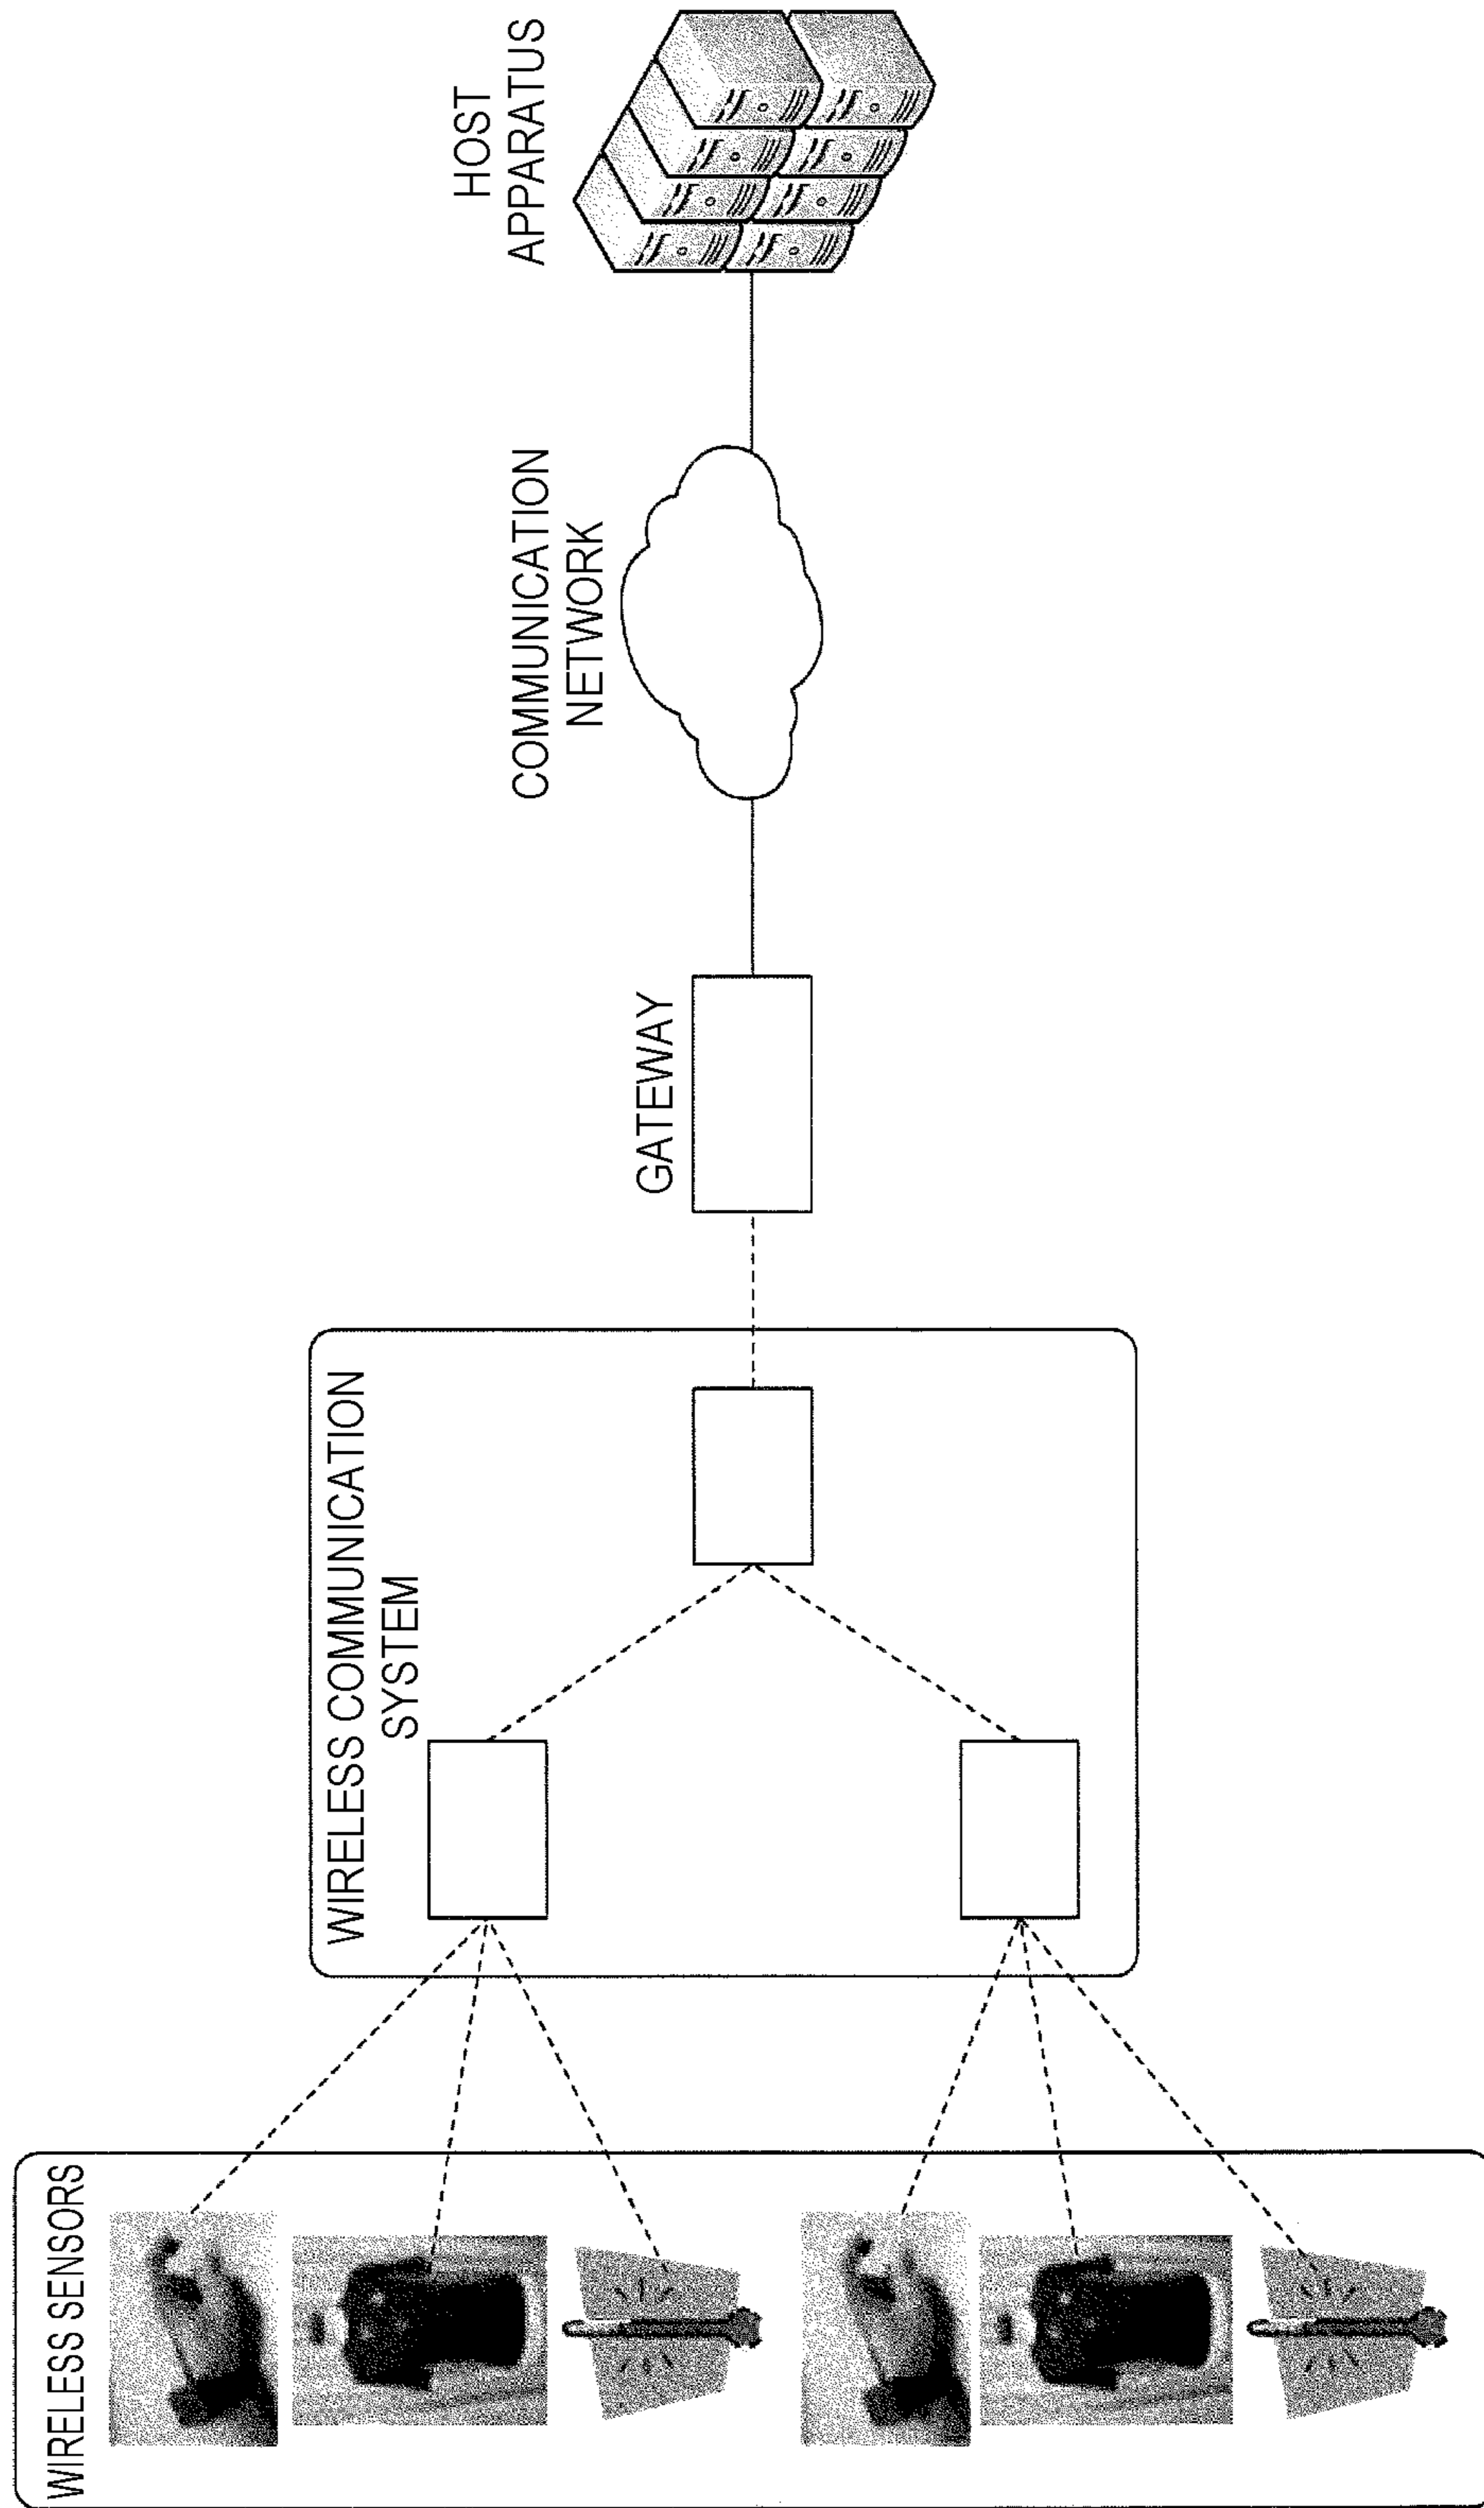 WIRELESS SENSORS
WIRELESS COMMUNICATION
SYSTEM
GATEWAY
COMMUNICATION
NETWORK
HOST
APPARATUS